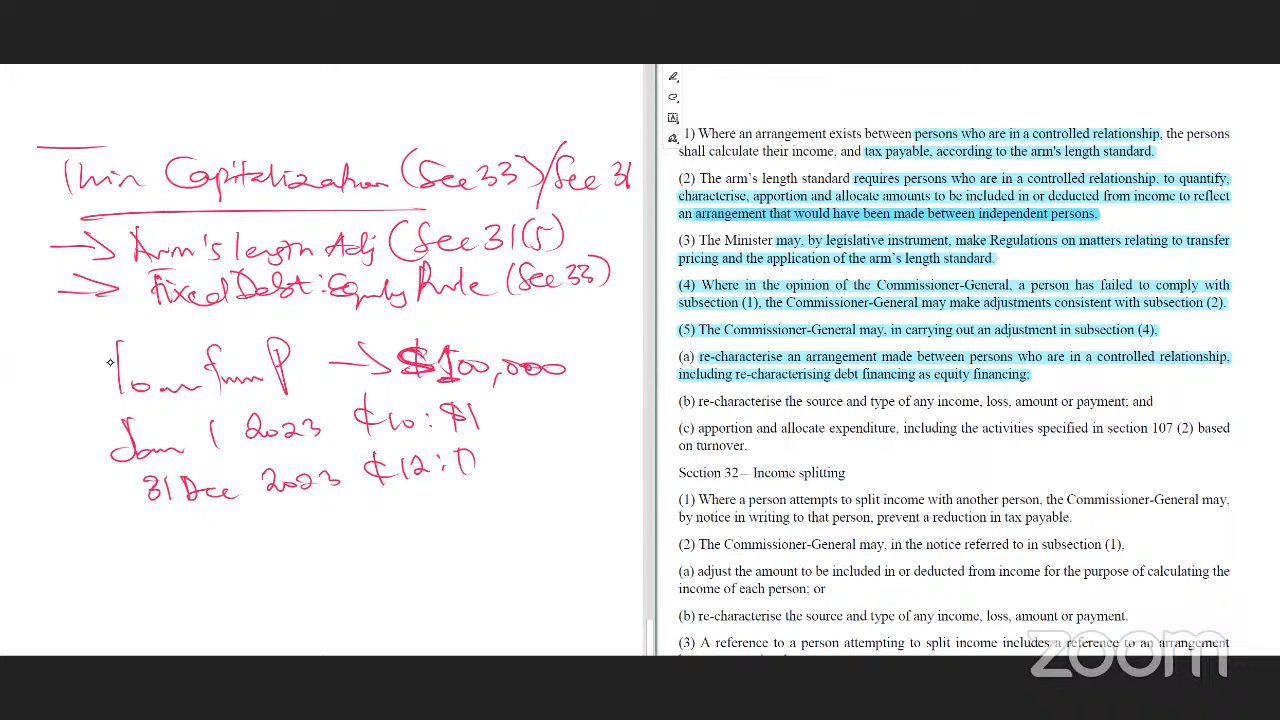 Thin Capitalization (Sec 33)/Sec 31
→ Arm's length Adj (Sec 31(5)
→ Fixed Debt:Equity Rule (Sec 33)
loan from P → $100,000
Jan 1 2023 ₵10:$1
31 Dec 2023 ₵12:
1) Where an arrangement exists between persons who are in a controlled relationship, the persons
shall calculate their income, and tax payable, according to the arm's length standard.
(2) The arm's length standard requires persons who are in a controlled relationship, to quantify,
characterise, apportion and allocate amounts to be included in or deducted from income to reflect
an arrangement that would have been made between independent persons.
(3) The Minister may, by legislative instrument, make Regulations on matters relating to transfer
pricing and the application of the arm's length standard.
(4) Where in the opinion of the Commissioner-General, a person has failed to comply with
subsection (1), the Commissioner-General may make adjustments consistent with subsection (2).
(5) The Commissioner-General may, in carrying out an adjustment in subsection (4),
(a) re-characterise an arrangement made between persons who are in a controlled relationship,
including re-characterising debt financing as equity financing;
(b) re-characterise the source and type of any income, loss, amount or payment; and
(c) apportion and allocate expenditure, including the activities specified in section 107 (2) based
on turnover.
Section 32— Income splitting
(1) Where a person attempts to split income with another person, the Commissioner-General may,
by notice in writing to that person, prevent a reduction in tax payable.
(2) The Commissioner-General may, in the notice referred to in subsection (1),
(a) adjust the amount to be included in or deducted from income for the purpose of calculating the
income of each person; or
(b) re-characterise the source and type of any income, loss, amount or payment.
(3) A reference to a person attempting to split income includes a reference to an arrangement
zoom